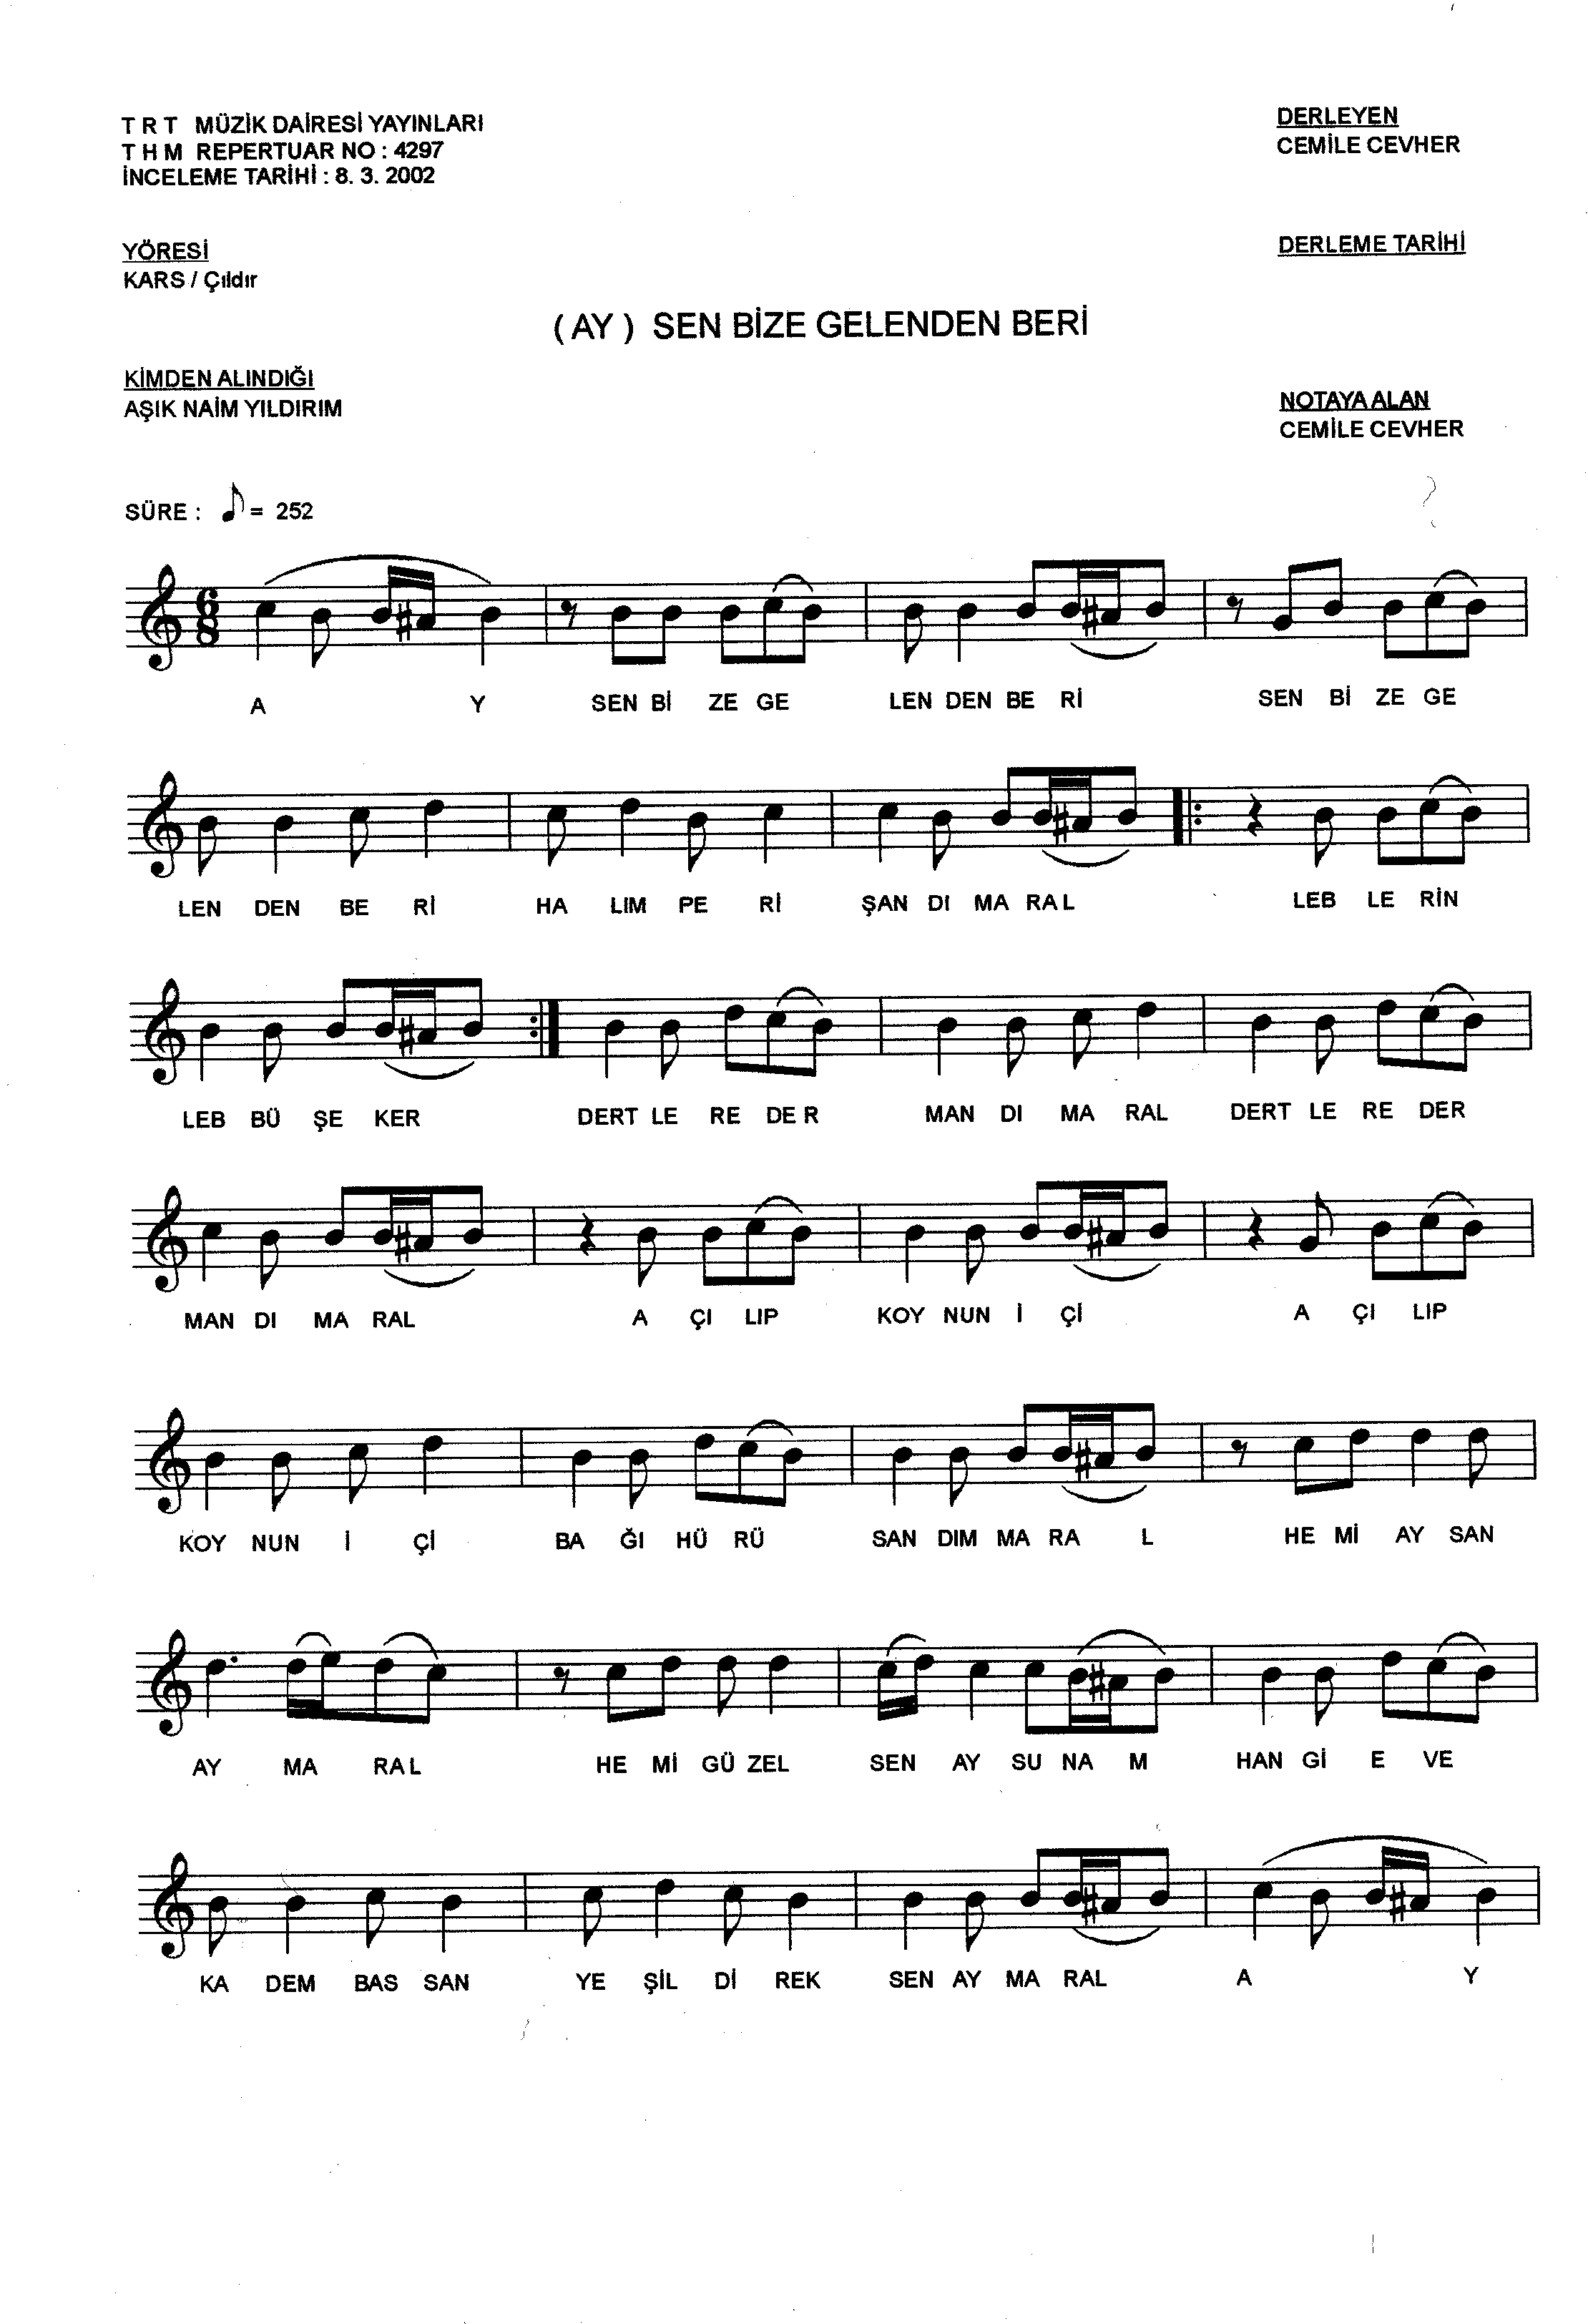 T R T MÜZİK DAİRESİ YAYINLARI
T H M REPERTUAR NO : 4297
İNCELEME TARİHİ : 8. 3. 2002
DERLEYEN
CEMİLE CEVHER
YÖRESİ
KARS / Çıldır
DERLEME TARİHİ
( AY ) SEN BİZE GELENDEN BERİ
KİMDEN ALINDIĞI
AŞIK NAİM YILDIRIM
NOTAYA ALAN
CEMİLE CEVHER
SÜRE : ♪ = 252
6
8
A Y SEN Bİ ZE GE LEN DEN BE Rİ SEN Bİ ZE GE
LEN DEN BE Rİ HA LIM PE Rİ ŞAN DI MA RAL LEB LE RİN
LEB BÜ ŞE KER DERT LE RE DE R MAN DI MA RAL DERT LE RE DER
MAN DI MA RAL A ÇI LIP KOY NUN İ Çİ A ÇI LIP
KOY NUN İ Çİ BA ĞI HÜ RÜ SAN DIM MA RA L HE Mİ AY SAN
AY MA RAL HE Mİ GÜ ZEL SEN AY SU NA M HAN Gİ E VE
KA DEM BAS SAN YE ŞİL Dİ REK SEN AY MA RAL A Y